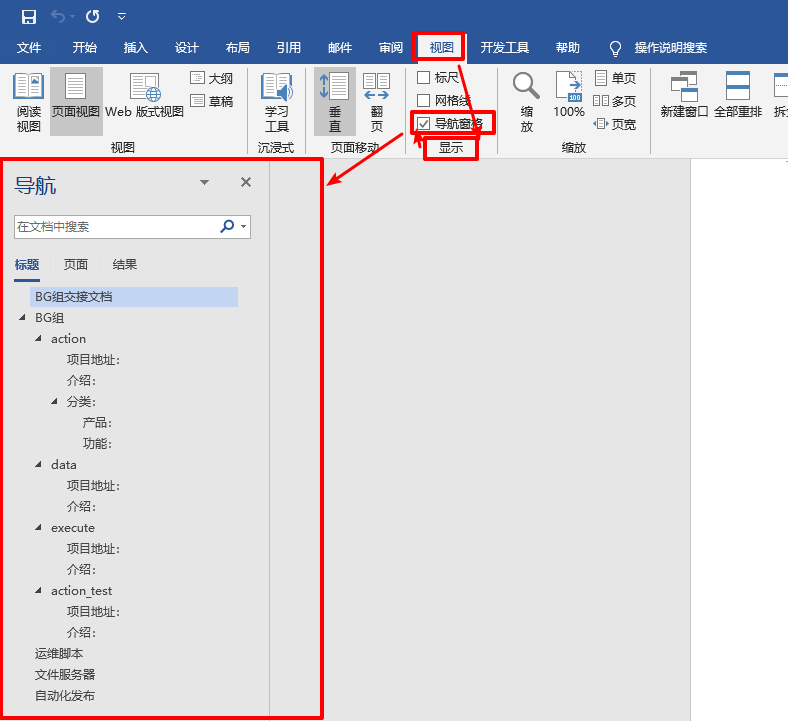 文件 开始 插入 设计 布局 引用 邮件 审阅 视图 开发工具 帮助 操作说明搜索
阅读视图
页面视图
Web 版式视图
大纲
草稿
视图
学习工具
沉浸式
垂直
翻页
页面移动
标尺
网格线
导航窗格
显示
缩放
100
100%
单页
多页
页宽
缩放
新建窗口 全部重排
导航
在文档中搜索
标题 页面 结果
BG组交接文档
BG组
action
项目地址:
介绍:
分类:
产品:
功能:
data
项目地址:
介绍:
execute
项目地址:
介绍:
action_test
项目地址:
介绍:
运维脚本
文件服务器
自动化发布